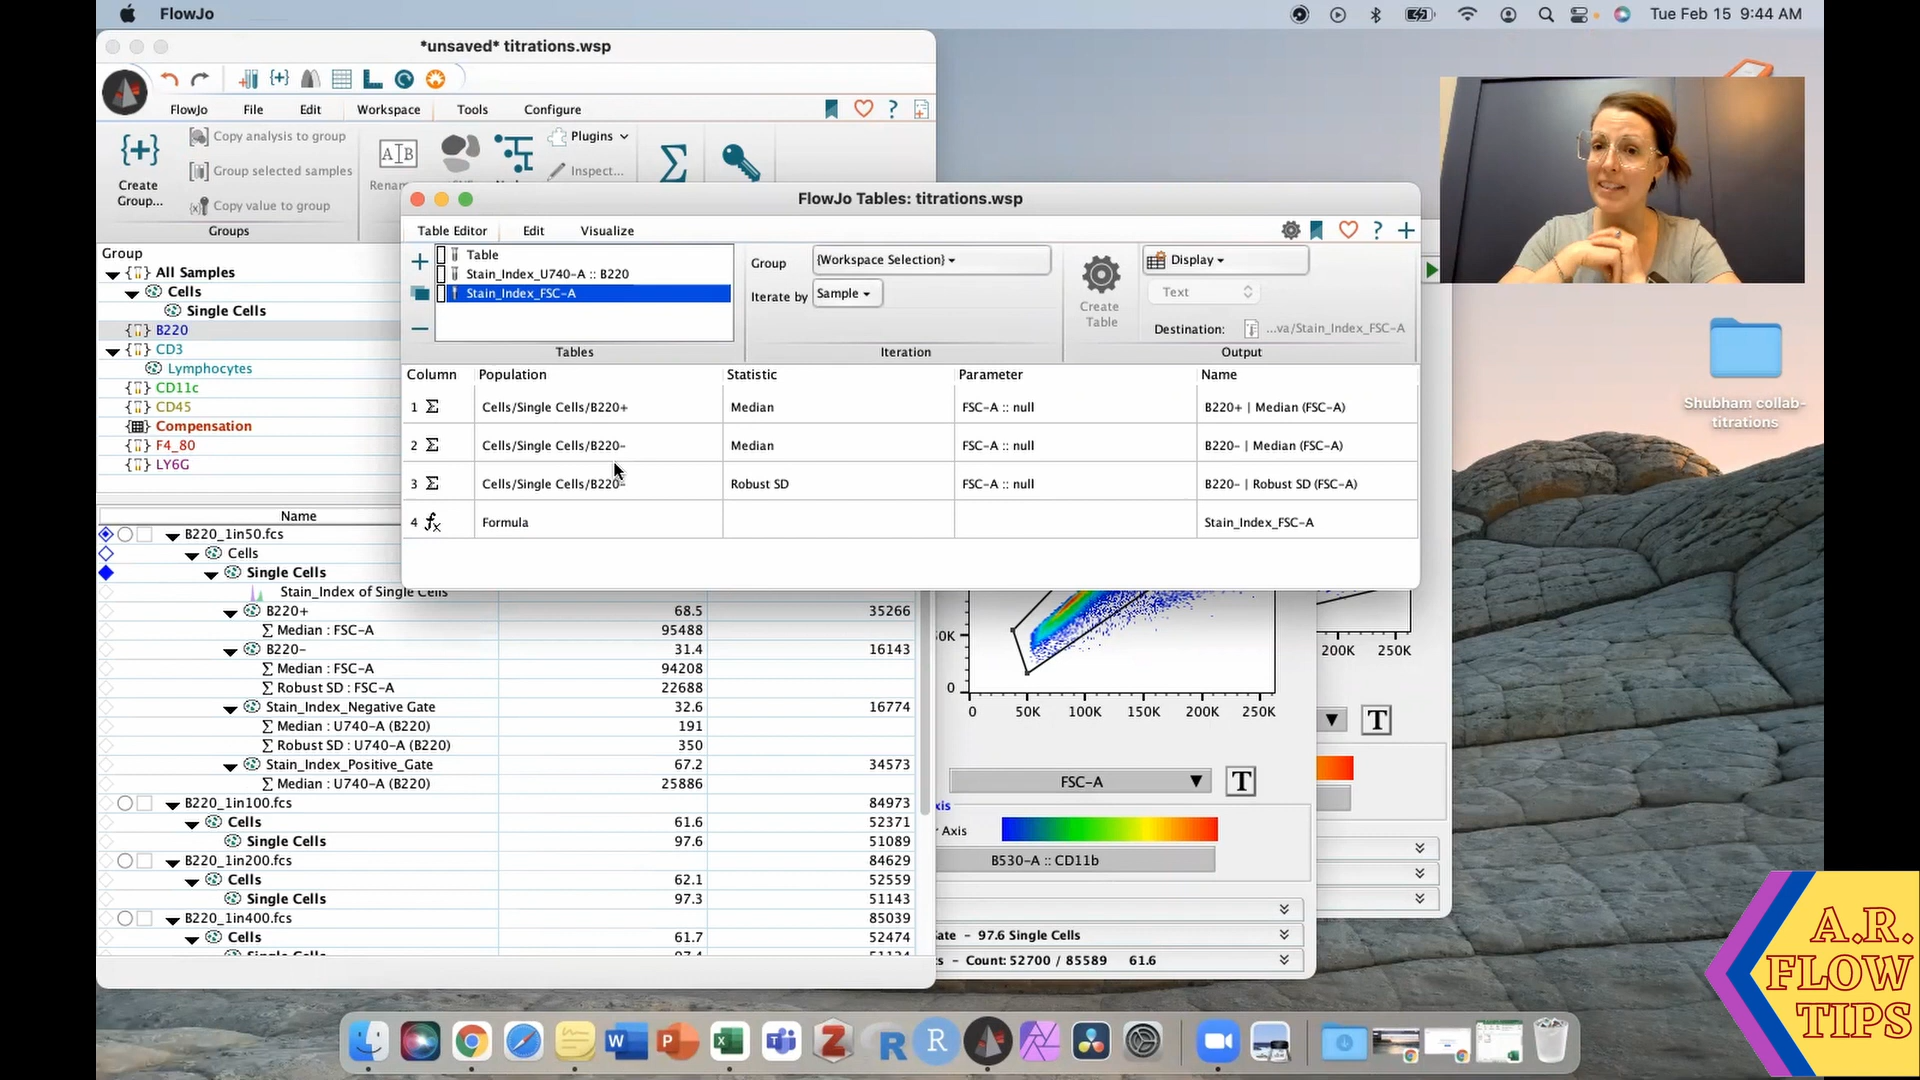 FlowJo
Tue Feb 15 9:44 AM
*unsaved* titrations.wsp
FlowJo File Edit Workspace Tools Configure
Create Group...
Copy analysis to group
Group selected samples
Copy value to group
Groups
A|B
Plugins
Inspect...
FlowJo Tables: titrations.wsp
Table Editor Edit Visualize
Table
Stain_Index_U740-A :: B220
Stain_Index_FSC-A
Tables
Group {Workspace Selection}
Iterate by Sample
Iteration
Create
Table
Display
Text
Destination: ...va/Stain_Index_FSC-A
Output
Column Population Statistic Parameter Name
1 Σ Cells/Single Cells/B220+ Median FSC-A :: null B220+ | Median (FSC-A)
2 Σ Cells/Single Cells/B220- Median FSC-A :: null B220- | Median (FSC-A)
3 Σ Cells/Single Cells/B220- Robust SD FSC-A :: null B220- | Robust SD (FSC-A)
4 fx Formula Stain_Index_FSC-A
Group
All Samples
Cells
Single Cells
B220
CD3
Lymphocytes
CD11c
CD45
Compensation
F4_80
LY6G
Name
B220_1in50.fcs
Cells
Single Cells
Stain_Index of Single Cells
B220+ 68.5 35266
Σ Median : FSC-A 95488
B220- 31.4 16143
Σ Median : FSC-A 94208
Σ Robust SD : FSC-A 22688
Stain_Index_Negative Gate 32.6 16774
Σ Median : U740-A (B220) 191
Σ Robust SD : U740-A (B220) 350
Stain_Index_Positive_Gate 67.2 34573
Σ Median : U740-A (B220) 25886
B220_1in100.fcs 84973
Cells 61.6 52371
Single Cells 97.6 51089
B220_1in200.fcs 84629
Cells 62.1 52559
Single Cells 97.3 51143
B220_1in400.fcs 85039
Cells 61.7 52474
0K
0
0 50K 100K 150K 200K 250K
200K 250K
T
FSC-A T
xis
Axis
B530-A :: CD11b
ate - 97.6 Single Cells
s - Count: 52700 / 85589 61.6
Shubham collab-
titrations
A.R.
FLOW
TIPS